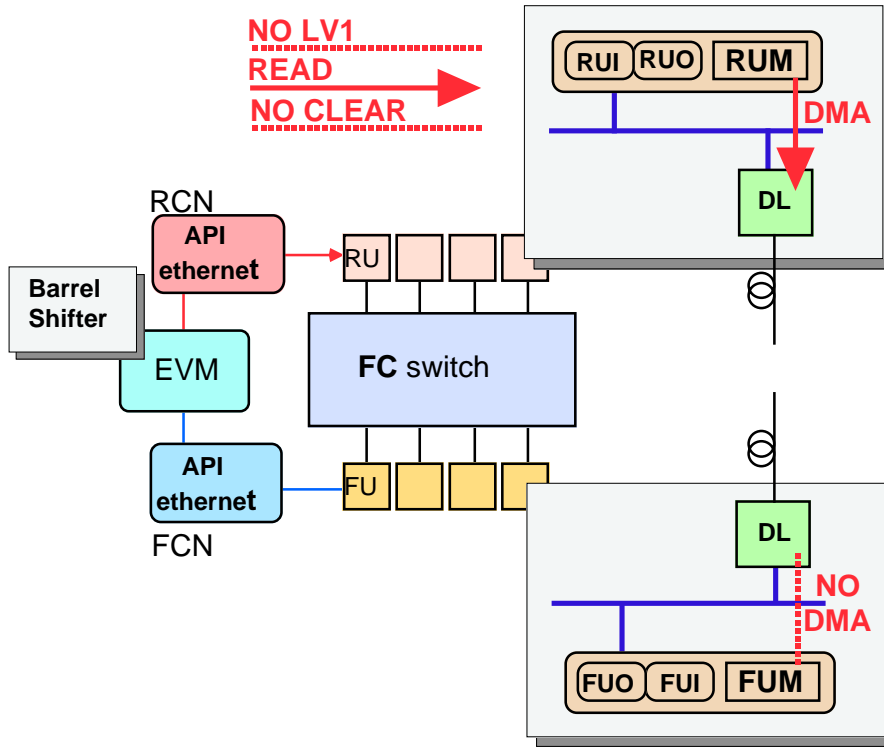 NO LV1
READ
NO CLEAR
RUI RUO RUM
DMA
DL
RCN
API
ethernet
RU
Barrel
Shifter
EVM
FC switch
API
ethernet
FU
FCN
DL
NO
DMA
FUO FUI FUM